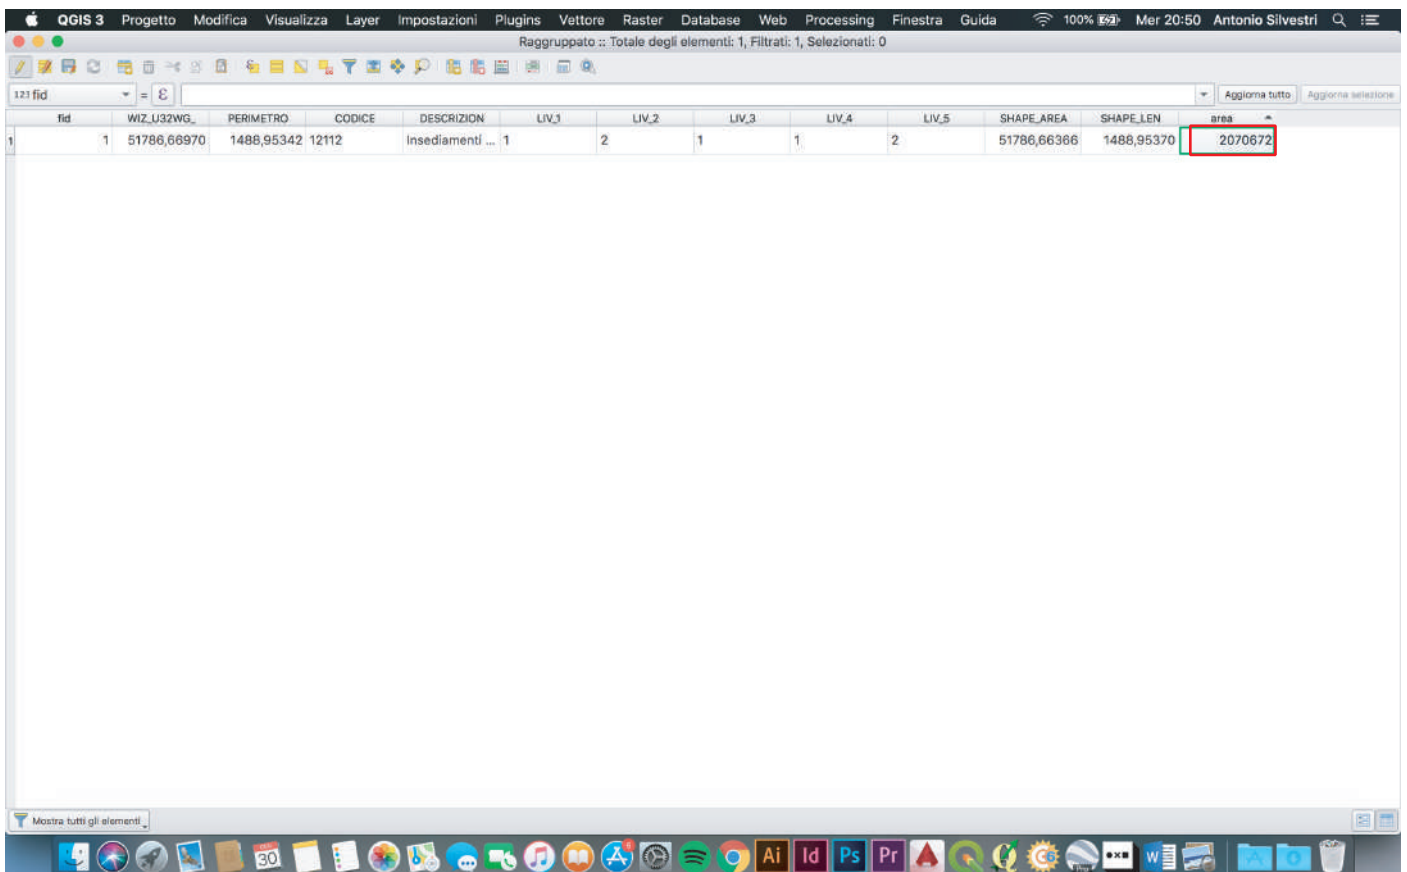 QGIS 3 Progetto Modifica Visualizza Layer Impostazioni Plugins Vettore Raster Database Web Processing Finestra Guida 100% Mer 20:50 Antonio Silvestri
Raggruppato :: Totale degli elementi: 1, Filtrati: 1, Selezionati: 0
123 fid = ε Aggiorna tutto Aggiorna selezione
fid WIZ_U32WG_ PERIMETRO CODICE DESCRIZION LIV_1 LIV_2 LIV_3 LIV_4 LIV_5 SHAPE_AREA SHAPE_LEN area
1 1 51786,66970 1488,95342 12112 Insediamenti ... 1 2 1 1 2 51786,66366 1488,95370 2070672
Mostra tutti gli elementi
30 Ai Id Ps Pr W